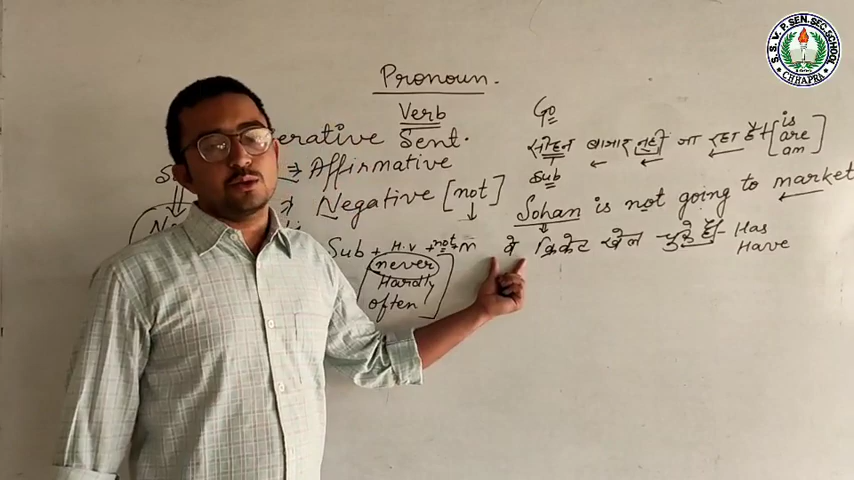 S.S.V.P. SEN. SEC. SCHOOL
CHHAPRA
Pronoun.
Verb
erative Sent.
Affirmative
Negative [not]
Sub + H.V + not + m
never
Hardly
often
Go
सोहन बाजार नही जा रहा है [is
are
am]
Sub
Sohan is not going to market
वे क्रिकेट खेल चुके हैं - Has
Have